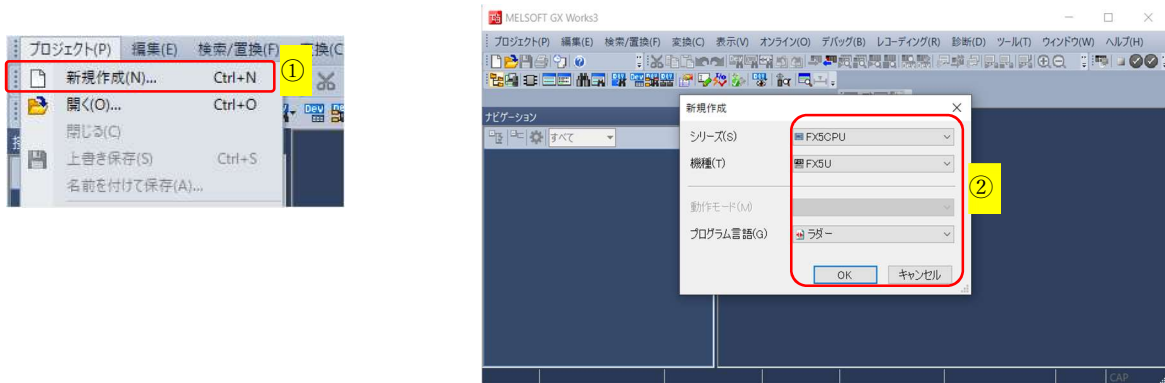 プロジェクト(P) 編集(E) 検索/置換(F)
新規作成(N)... Ctrl+N
①
開く(O)... Ctrl+O
閉じる(C)
上書き保存(S) Ctrl+S
名前を付けて保存(A)...
MELSOFT GX Works3
プロジェクト(P) 編集(E) 検索/置換(F) 変換(C) 表示(V) オンライン(O) デバッグ(B) レコーディング(R) 診断(D) ツール(T) ウィンドウ(W) ヘルプ(H)
ナビゲーション
すべて
新規作成
シリーズ(S) FX5CPU
機種(T) FX5U
②
動作モード(M)
プログラム言語(G) ラダー
OK キャンセル
CAP